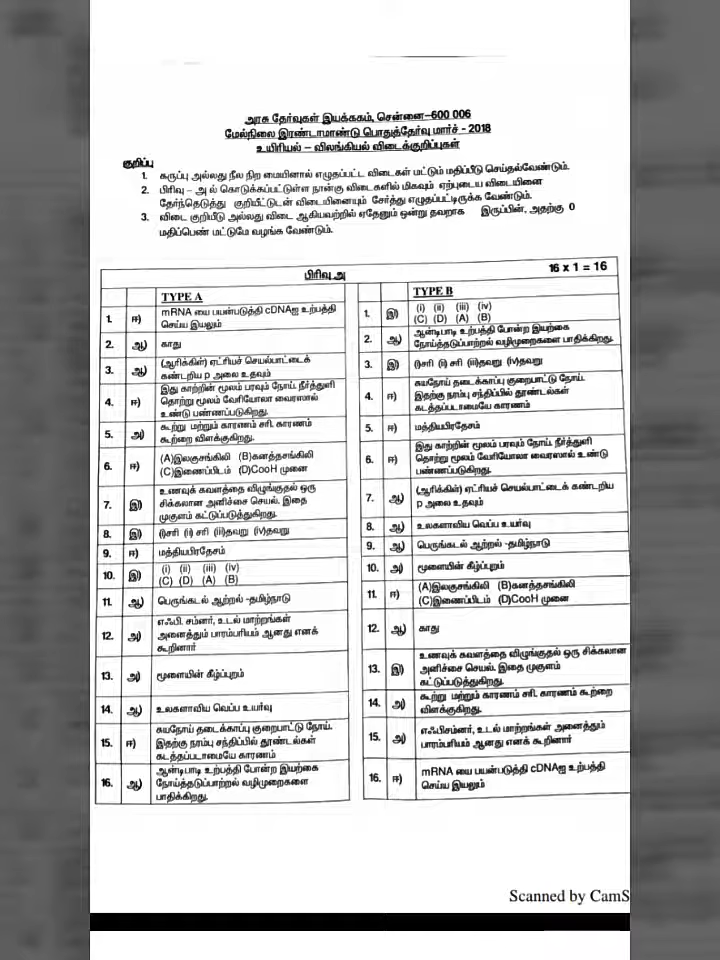 அரசு தேர்வுகள் இயக்ககம், சென்னை–600 006
மேல்நிலை இரண்டாமாண்டு பொதுத்தேர்வு மார்ச் - 2018
உயிரியல் – விலங்கியல் விடைக்குறிப்புகள்
குறிப்பு
1. கருப்பு அல்லது நீல நிற மையினால் எழுதப்பட்ட விடைகள் மட்டும் மதிப்பீடு செய்தல்வேண்டும்.
2. பிரிவு – அ ல் கொடுக்கப்பட்டுள்ள நான்கு விடைகளில் மிகவும் ஏற்புடைய விடையினை
தேர்ந்தெடுத்து குறியீட்டுடன் விடையினையும் சேர்த்து எழுதப்பட்டிருக்க வேண்டும்.
3. விடை குறியீடு அல்லது விடை ஆகியவற்றில் ஏதேனும் ஒன்று தவறாக இருப்பின், அதற்கு 0
மதிப்பெண் மட்டுமே வழங்க வேண்டும்.
பிரிவு அ 16 x 1 = 16
TYPE A
1. ஈ) mRNA யை பயன்படுத்தி cDNAஐ உற்பத்தி
செய்ய இயலும்
2. ஆ) காது
3. ஆ) (ஆரிக்கிள்) ஏட்ரியச் செயல்பாட்டைக்
கண்டறிய p அலை உதவும்
4. ஈ) இது காற்றின் மூலம் பரவும் நோய். நீர்த்துளி
தொற்று மூலம் வேரியோலா வைரஸால்
உண்டு பண்ணப்படுகிறது.
5. அ) கூற்று மற்றும் காரணம் சரி. காரணம்
கூற்றை விளக்குகிறது.
6. ஈ) (A)இலகுசங்கிலி (B)கனத்தசங்கிலி
(C)இணைப்பிடம் (D)CooH முனை
7. இ) உணவுக் கவளத்தை விழுங்குதல் ஒரு
சிக்கலான அனிச்சை செயல். இதை
முகுளம் கட்டுப்படுத்துகிறது.
8. இ) (i)சரி (ii) சரி (iii)தவறு (iv)தவறு
9. ஈ) மத்தியபிரதேசம்
10. இ) (i) (ii) (iii) (iv)
(C) (D) (A) (B)
11. ஆ) பெருங்கடல் ஆற்றல் -தமிழ்நாடு
12. அ) எஃபி. சம்னர், உடல் மாற்றங்கள்
அனைத்தும் பாரம்பரியம் ஆனது எனக்
கூறினார்
13. அ) மூளையின் கீழ்ப்புறம்
14. ஆ) உலகளாவிய வெப்ப உயர்வு
15. ஈ) சுயநோய் தடைக்காப்பு குறைபாட்டு நோய்.
இதற்கு நரம்பு சந்திப்பில் தூண்டல்கள்
கடத்தப்படாமையே காரணம்
16. ஆ) ஆன்டிபாடி உற்பத்தி போன்ற இயற்கை
நோய்த்தடுப்பாற்றல் வழிமுறைகளை
பாதிக்கிறது.
TYPE B
1. இ) (i) (ii) (iii) (iv)
(C) (D) (A) (B)
2. ஆ) ஆன்டிபாடி உற்பத்தி போன்ற இயற்கை
நோய்த்தடுப்பாற்றல் வழிமுறைகளை பாதிக்கிறது.
3. இ) (i)சரி (ii) சரி (iii)தவறு (iv)தவறு
4. ஈ) சுயநோய் தடைக்காப்பு குறைபாட்டு நோய்.
இதற்கு நரம்பு சந்திப்பில் தூண்டல்கள்
கடத்தப்படாமையே காரணம்
5. ஈ) மத்தியபிரதேசம்
6. ஈ) இது காற்றின் மூலம் பரவும் நோய். நீர்த்துளி
தொற்று மூலம் வேரியோலா வைரஸால் உண்டு
பண்ணப்படுகிறது.
7. ஆ) (ஆரிக்கிள்) ஏட்ரியச் செயல்பாட்டைக் கண்டறிய
p அலை உதவும்
8. ஆ) உலகளாவிய வெப்ப உயர்வு
9. ஆ) பெருங்கடல் ஆற்றல் -தமிழ்நாடு
10. அ) மூளையின் கீழ்ப்புறம்
11. ஈ) (A)இலகுசங்கிலி (B)கனத்தசங்கிலி
(C)இணைப்பிடம் (D)CooH முனை
12. ஆ) காது
13. இ) உணவுக் கவளத்தை விழுங்குதல் ஒரு சிக்கலான
அனிச்சை செயல். இதை முகுளம்
கட்டுப்படுத்துகிறது.
14. அ) கூற்று மற்றும் காரணம் சரி. காரணம் கூற்றை
விளக்குகிறது.
15. அ) எஃபிசம்னர், உடல் மாற்றங்கள் அனைத்தும்
பாரம்பரியம் ஆனது எனக் கூறினார்
16. ஈ) mRNA யை பயன்படுத்தி cDNAஐ உற்பத்தி
செய்ய இயலும்
Scanned by CamS